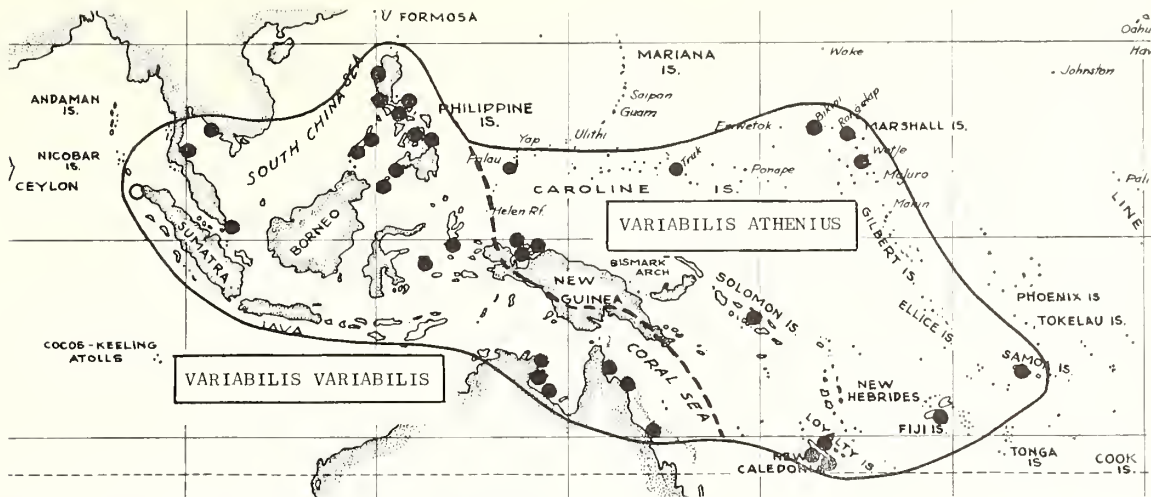 FORMOSA
MARIANA
IS.
Wake
Oahu
Johnston
ANDAMAN
IS.
Saipan
Guam
SOUTH CHINA SEA
PHILIPPINE
IS.
Bikini
Eniwetok
MARSHALL IS.
NICOBAR
IS.
CEYLON
Yap
Ulithi
Palau
Truk
Ponape
Wotje
Majuro
CAROLINE IS.
Makin
LINE
Helen Rf.
VARIABILIS ATHENIUS
GILBERT IS.
BORNEO
SUMATRA
BISMARK
ARCH
NEW
GUINEA
SOLOMON IS.
PHOENIX IS
ELLICE IS.
TOKELAU IS.
JAVA
COCOS-KEELING
ATOLLS
CORAL SEA
SAMOA IS.
VARIABILIS VARIABILIS
NEW
HEBRIDES
FIJI IS.
LOYALTY IS.
NEW
CALEDONIA
TONGA
IS
COOK
IS.